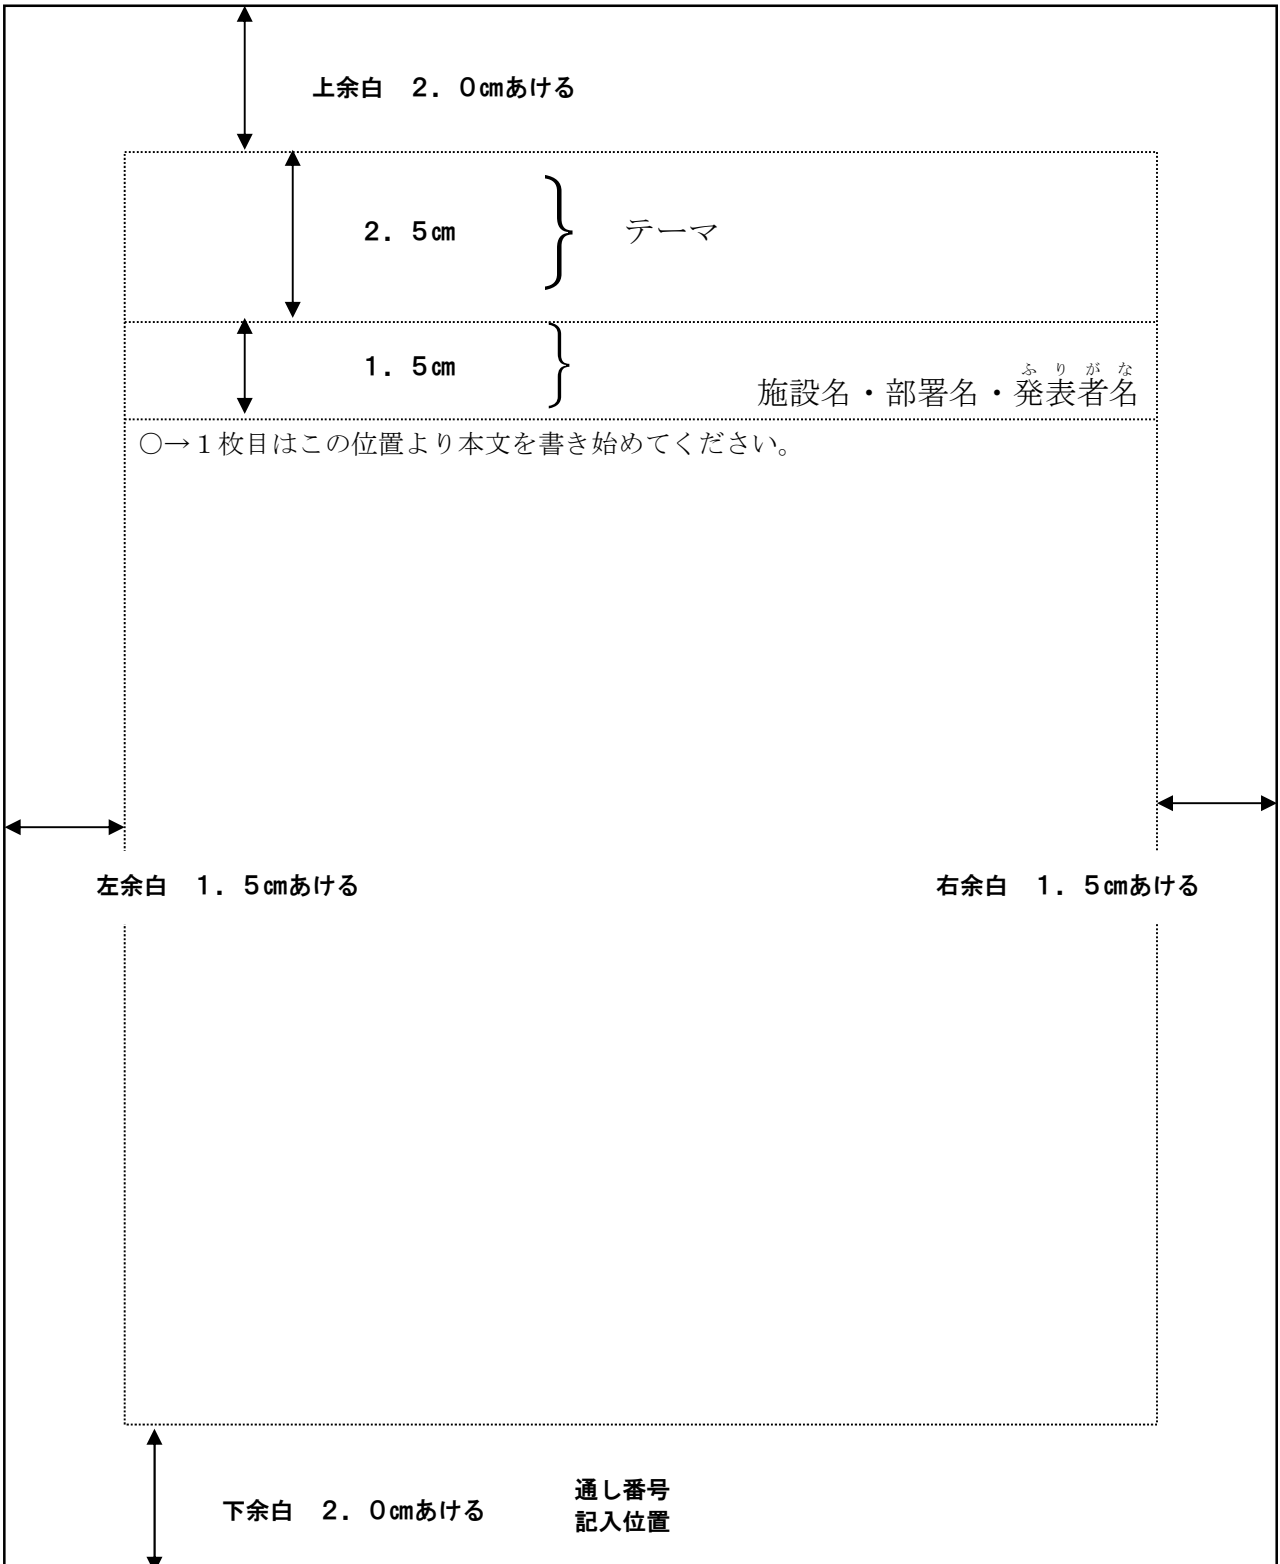 上余白　２．０㎝あける
２．５㎝　テーマ
１．５㎝
ふりがな
施設名・部署名・発表者名
○→１枚目はこの位置より本文を書き始めてください。
左余白　１．５㎝あける　右余白　１．５㎝あける
通し番号
下余白　２．０㎝あける
記入位置